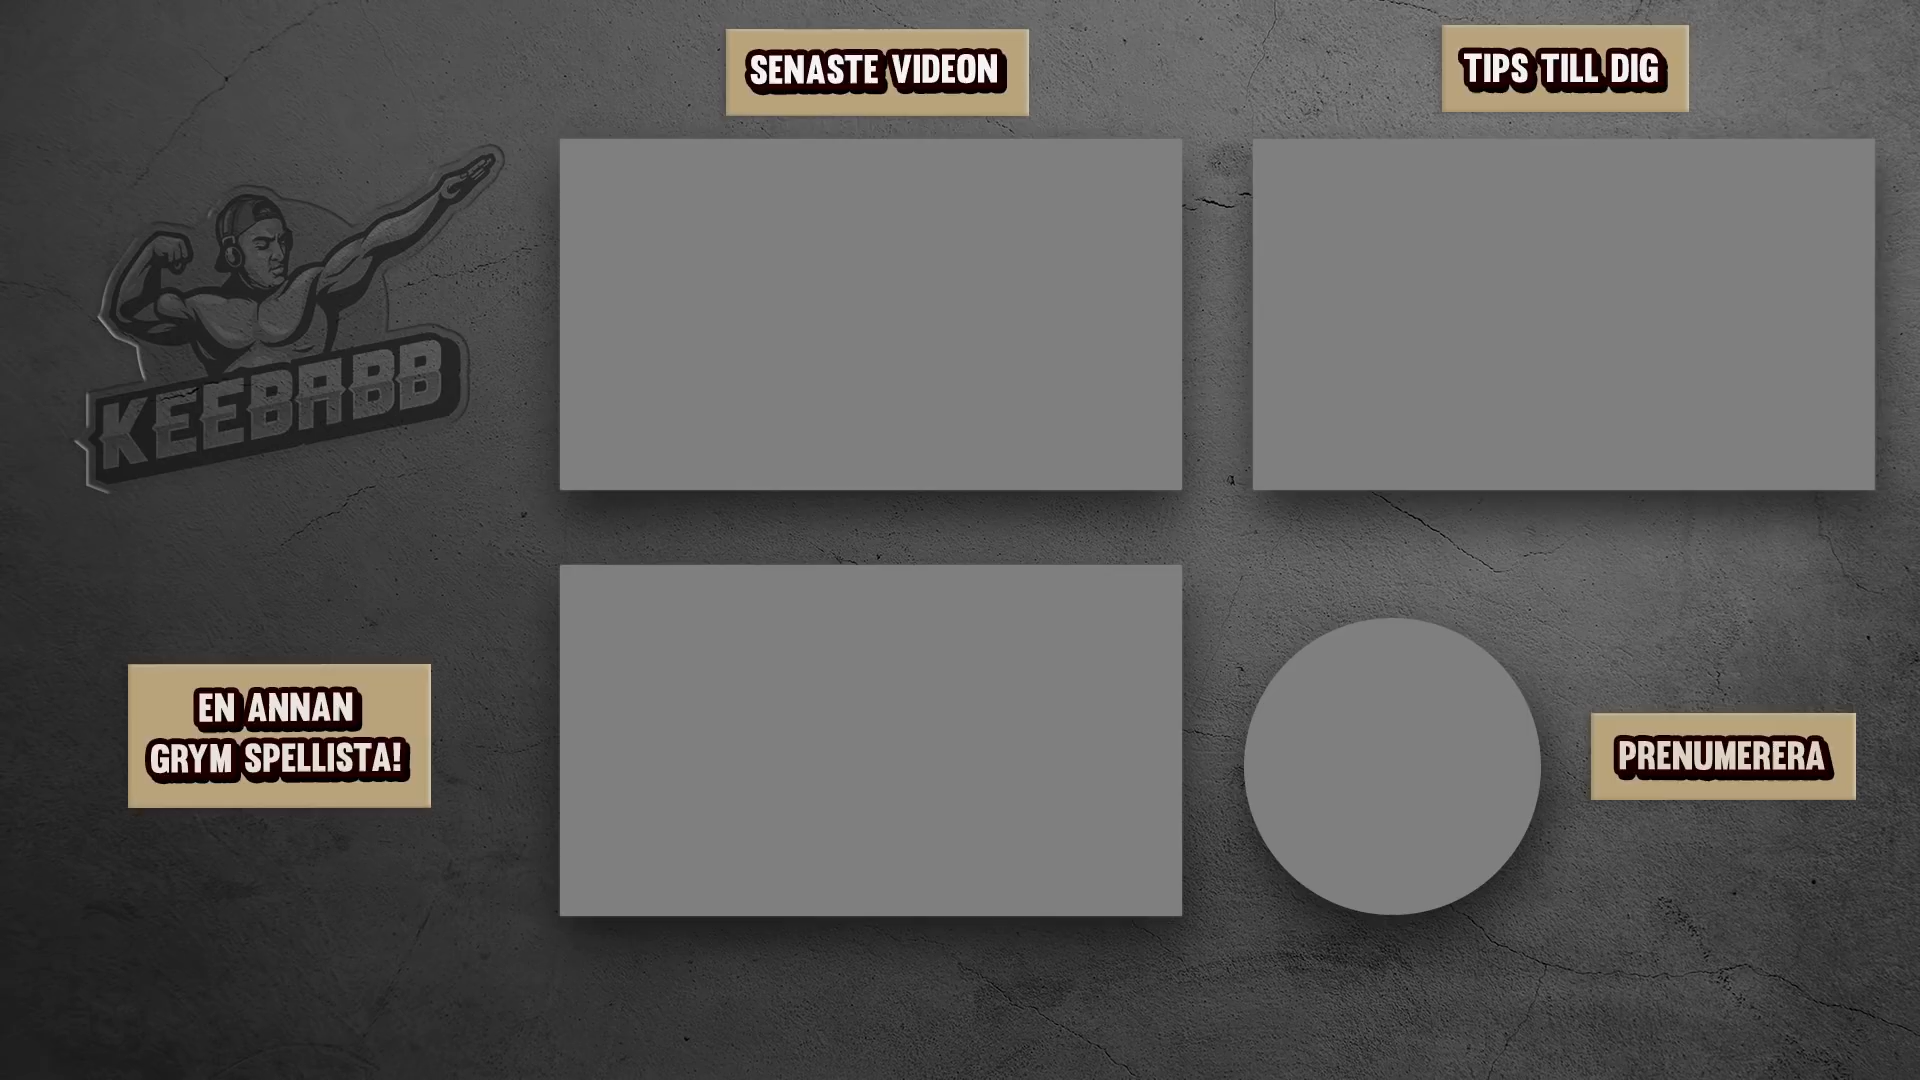 SENASTE VIDEON
TIPS TILL DIG
KEEBABB
EN ANNAN
GRYM SPELLISTA!
PRENUMERERA